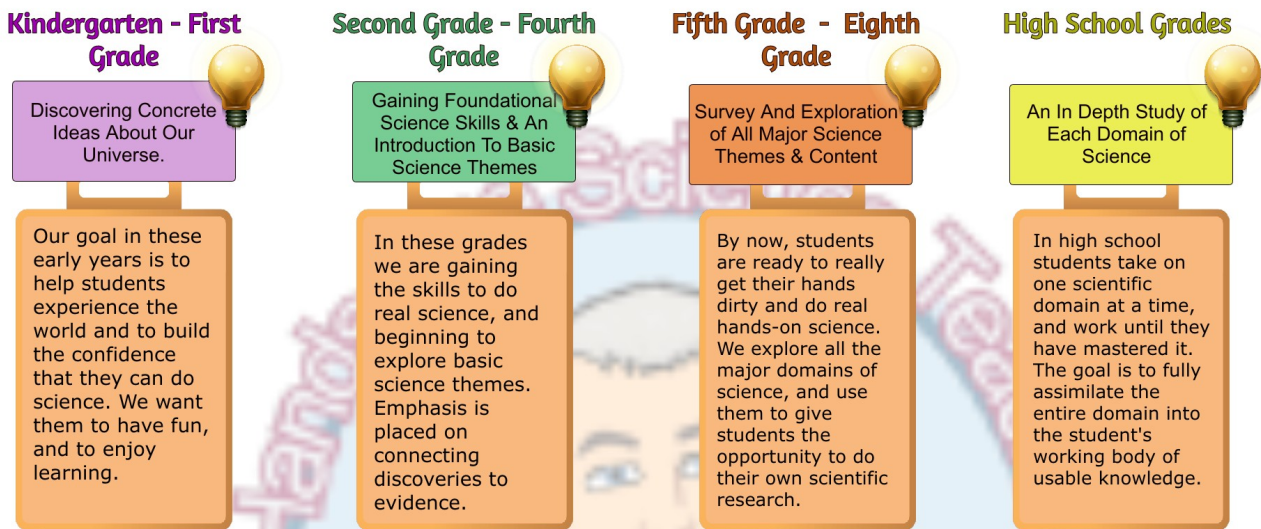 Kindergarten - First
Grade
Discovering Concrete
Ideas About Our
Universe.
Our goal in these
early years is to
help students
experience the
world and to build
the confidence
that they can do
science. We want
them to have fun,
and to enjoy
learning.
Second Grade - Fourth
Grade
Gaining Foundational
Science Skills & An
Introduction To Basic
Science Themes
In these grades
we are gaining
the skills to do
real science, and
beginning to
explore basic
science themes.
Emphasis is
placed on
connecting
discoveries to
evidence.
Fifth Grade - Eighth
Grade
Survey And Exploration
of All Major Science
Themes & Content
By now, students
are ready to really
get their hands
dirty and do real
hands-on science.
We explore all the
major domains of
science, and use
them to give
students the
opportunity to do
their own scientific
research.
High School Grades
An In Depth Study of
Each Domain of
Science
In high school
students take on
one scientific
domain at a time,
and work until they
have mastered it.
The goal is to fully
assimilate the
entire domain into
the student's
working body of
usable knowledge.